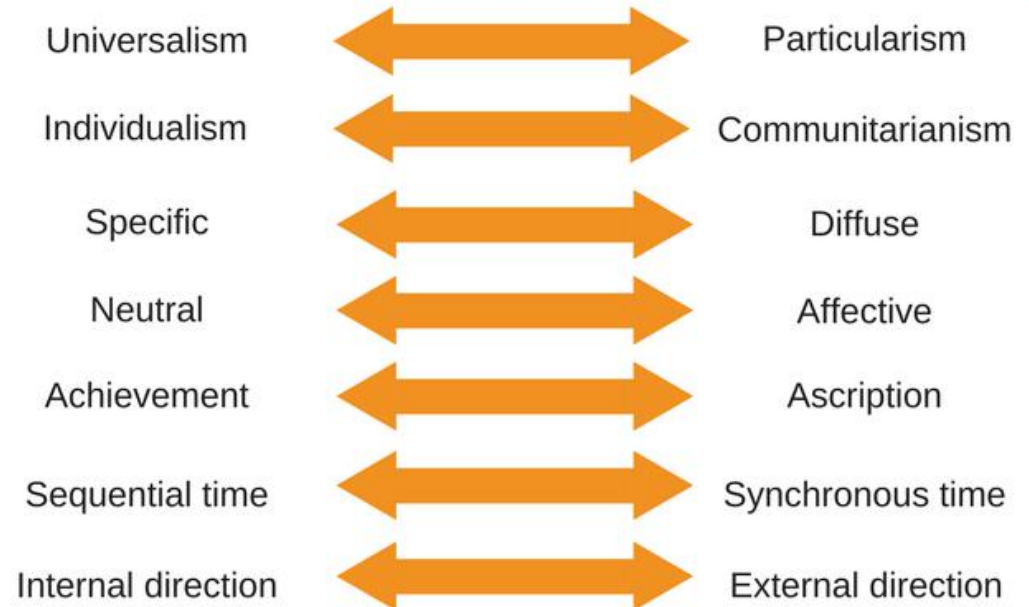 Universalism Particularism
Individualism Communitarianism
Specific Diffuse
Neutral Affective
Achievement Ascription
Sequential time Synchronous time
Internal direction External direction